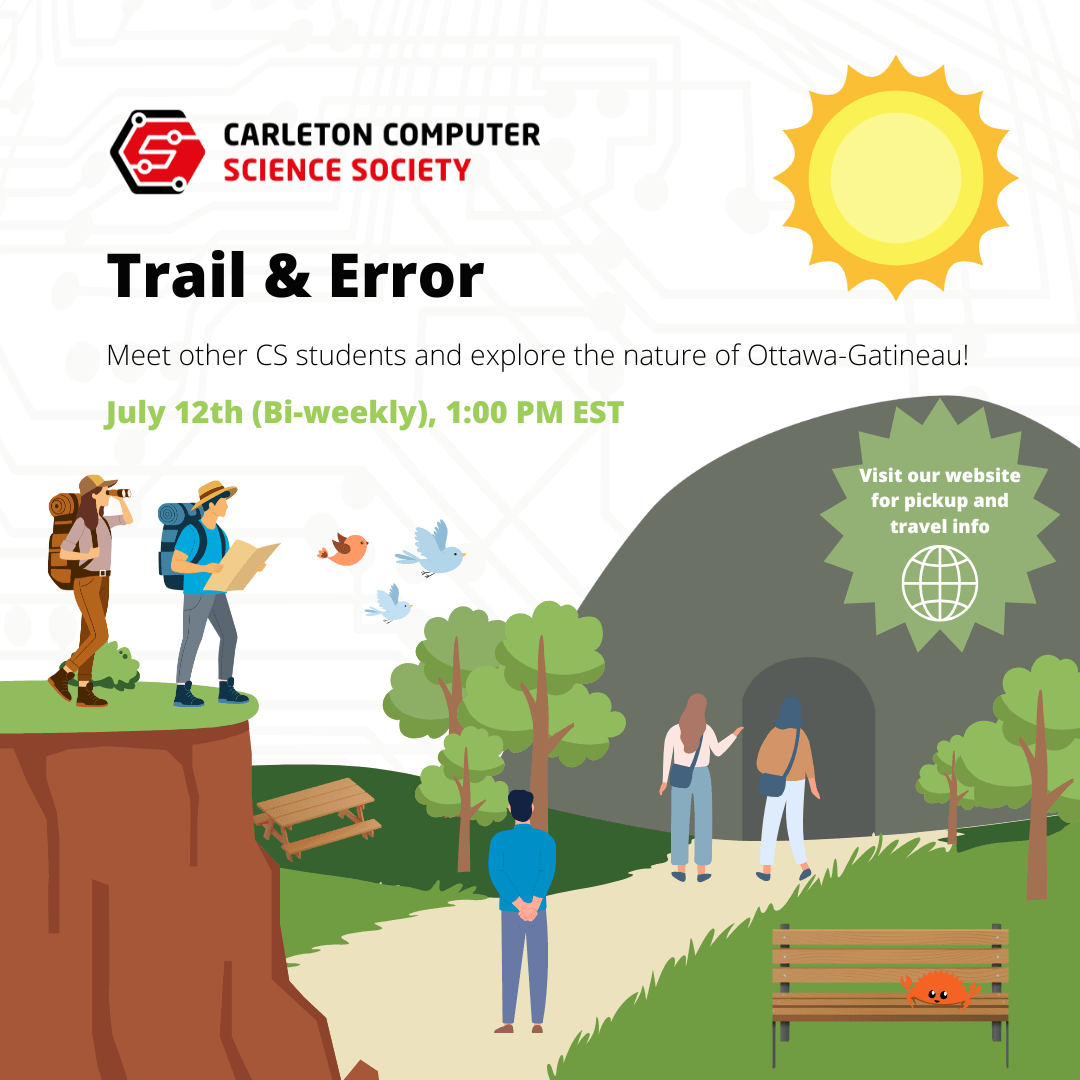 CARLETON COMPUTER
SCIENCE SOCIETY
Trail & Error
Meet other CS students and explore the nature of Ottawa-Gatineau!
July 12th (Bi-weekly), 1:00 PM EST
Visit our website
for pickup and
travel info